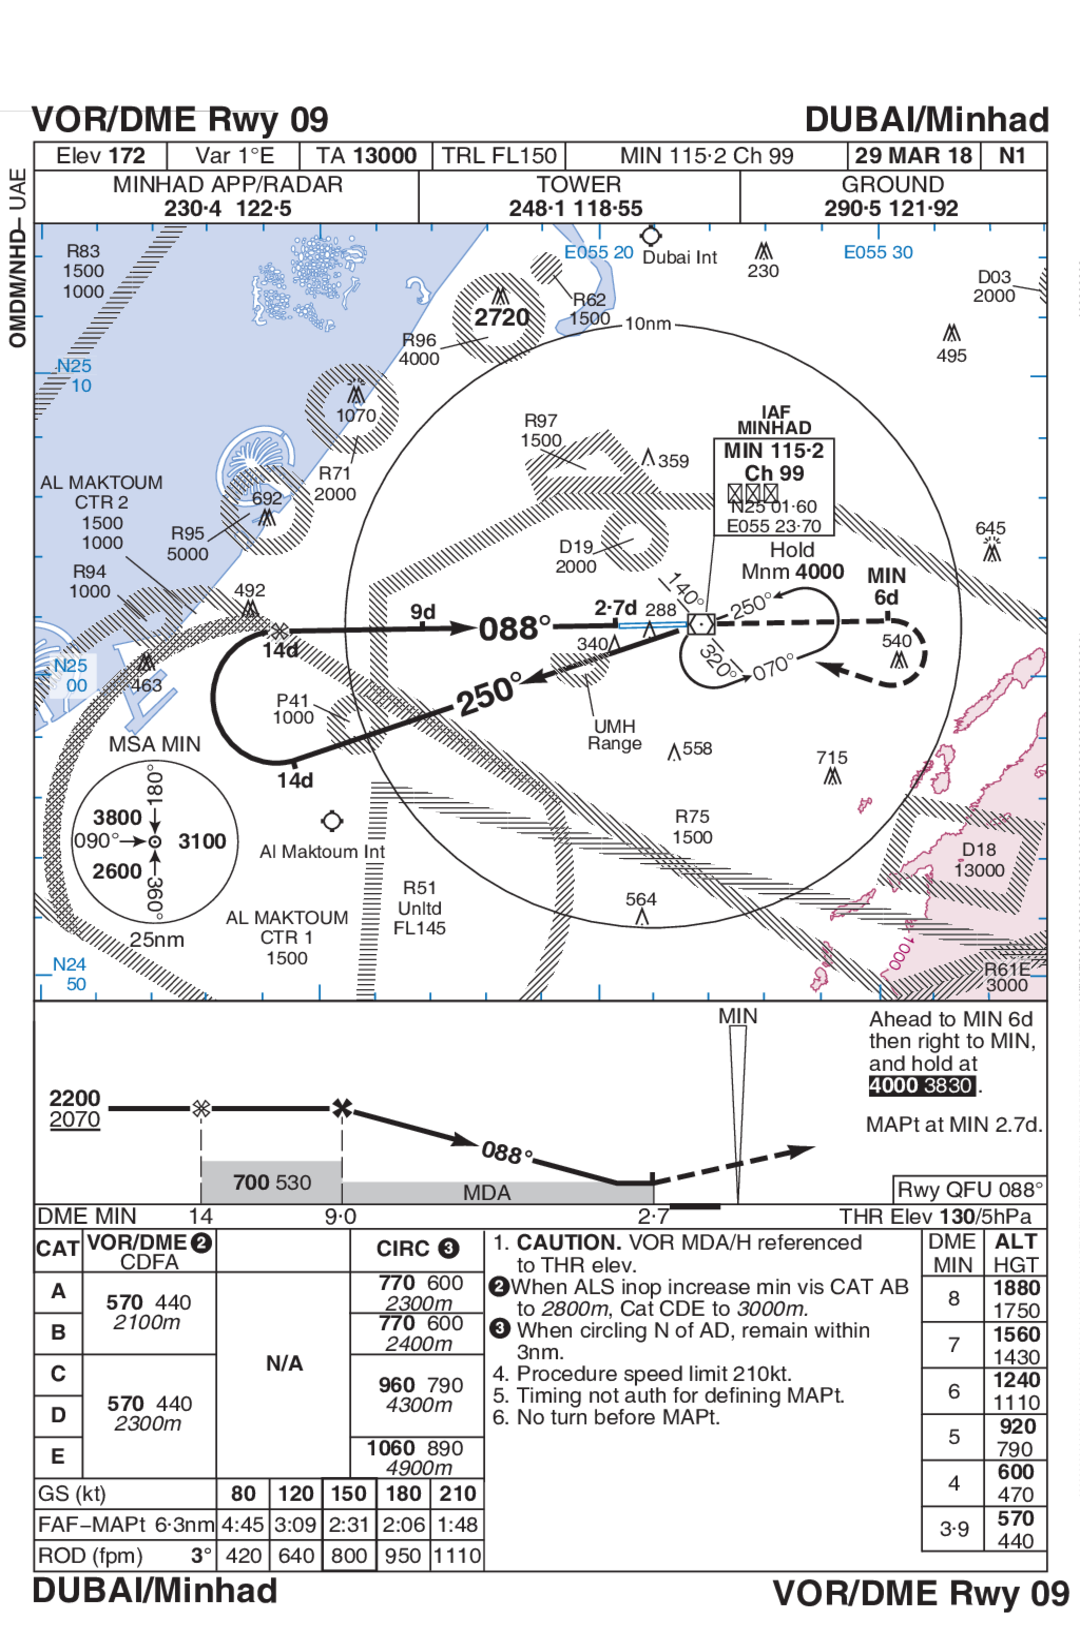 VOR/DME Rwy 09
DUBAI/Minhad
Elev 172
Var 1°E
TA 13000
TRL FL150
MIN 115·2 Ch 99
29 MAR 18
N1
OMDM/NHD– UAE
MINHAD APP/RADAR
230·4 122·5
TOWER
248·1 118·55
GROUND
290·5 121·92
R83
1500
1000
E055 20
Dubai Int
230
E055 30
D03
2000
R62
1500
2720
R96
4000
10nm
495
N25
10
1070
R71
2000
R97
1500
359
IAF
MINHAD
MIN 115·2
Ch 99
N25 01·60
E055 23·70
AL MAKTOUM
CTR 2
1500
1000
692
R95
5000
D19
2000
645
Hold
Mnm 4000
MIN
6d
R94
1000
492
140°
250°
9d
088°
2·7d
288
14d
340
320°
070°
540
N25
00
463
P41
1000
250°
UMH
Range
558
MSA MIN
14d
715
180°
3800
090°
3100
2600
360°
25nm
Al Maktoum Int
R75
1500
D18
13000
R51
Unltd
FL145
AL MAKTOUM
CTR 1
1500
564
1000
R61E
3000
N24
50
MIN
Ahead to MIN 6d
then right to MIN,
and hold at
4000 3830 .
MAPt at MIN 2.7d.
2200
2070
088°
700 530
MDA
Rwy QFU 088°
DME MIN
14
9·0
2·7
THR Elev 130/5hPa
CAT
VOR/DME 2
CDFA
CIRC 3
A
B
C
D
E
570 440
2100m
570 440
2300m
N/A
770 600
2300m
770 600
2400m
960 790
4300m
1060 890
4900m
1. CAUTION. VOR MDA/H referenced
to THR elev.
2 When ALS inop increase min vis CAT AB
to 2800m, Cat CDE to 3000m.
3 When circling N of AD, remain within
3nm.
4. Procedure speed limit 210kt.
5. Timing not auth for defining MAPt.
6. No turn before MAPt.
DME
MIN
ALT
HGT
8
1880
1750
7
1560
1430
6
1240
1110
5
920
790
4
600
470
3·9
570
440
GS (kt) 80 120 150 180 210
FAF–MAPt 6·3nm 4:45 3:09 2:31 2:06 1:48
ROD (fpm) 3° 420 640 800 950 1110
DUBAI/Minhad
VOR/DME Rwy 09